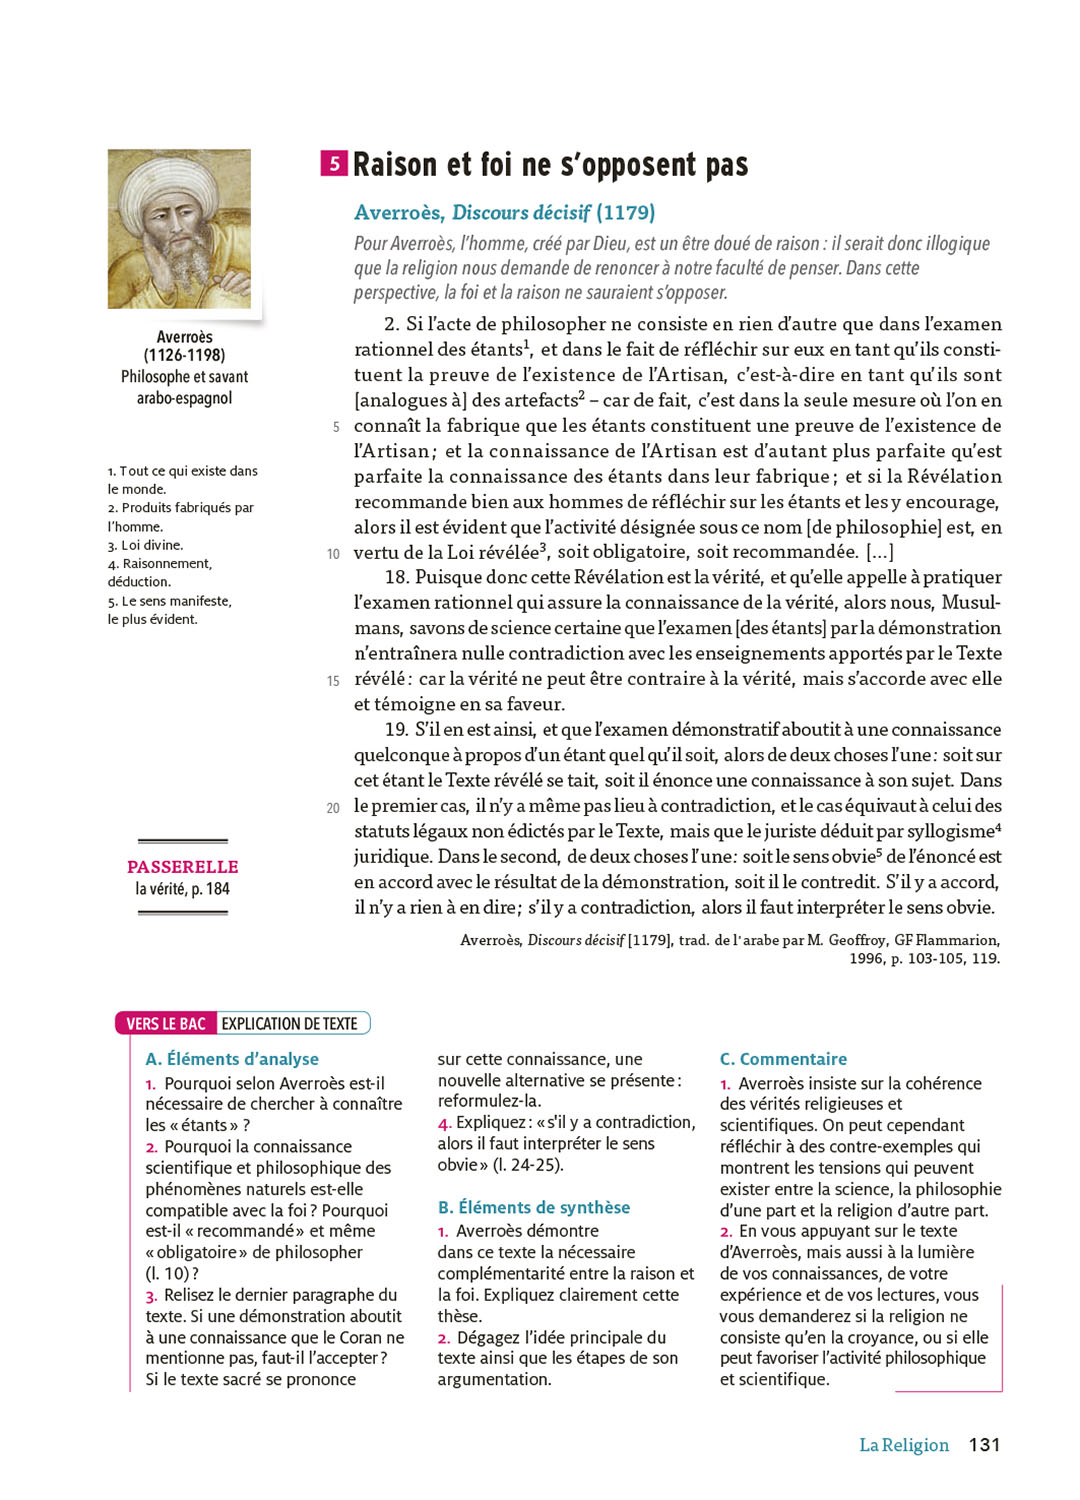 5 Raison et foi ne s'opposent pas
Averroès, Discours décisif (1179)
Pour Averroès, l'homme, créé par Dieu, est un être doué de raison : il serait donc illogique
que la religion nous demande de renoncer à notre faculté de penser. Dans cette
perspective, la foi et la raison ne sauraient s'opposer.
Averroès
(1126-1198)
Philosophe et savant
arabo-espagnol
1. Tout ce qui existe dans
le monde.
2. Produits fabriqués par
l'homme.
3. Loi divine.
4. Raisonnement,
déduction.
5. Le sens manifeste,
le plus évident.
PASSERELLE
la vérité, p. 184
2. Si l'acte de philosopher ne consiste en rien d'autre que dans l'examen
rationnel des étants¹, et dans le fait de réfléchir sur eux en tant qu'ils consti-
tuent la preuve de l'existence de l'Artisan, c'est-à-dire en tant qu'ils sont
[analogues à] des artefacts² – car de fait, c'est dans la seule mesure où l'on en
5 connaît la fabrique que les étants constituent une preuve de l'existence de
l'Artisan ; et la connaissance de l'Artisan est d'autant plus parfaite qu'est
parfaite la connaissance des étants dans leur fabrique ; et si la Révélation
recommande bien aux hommes de réfléchir sur les étants et les y encourage,
alors il est évident que l'activité désignée sous ce nom [de philosophie] est, en
10 vertu de la Loi révélée³, soit obligatoire, soit recommandée. [...]
18. Puisque donc cette Révélation est la vérité, et qu'elle appelle à pratiquer
l'examen rationnel qui assure la connaissance de la vérité, alors nous, Musul-
mans, savons de science certaine que l'examen [des étants] par la démonstration
n'entraînera nulle contradiction avec les enseignements apportés par le Texte
15 révélé : car la vérité ne peut être contraire à la vérité, mais s'accorde avec elle
et témoigne en sa faveur.
19. S'il en est ainsi, et que l'examen démonstratif aboutit à une connaissance
quelconque à propos d'un étant quel qu'il soit, alors de deux choses l'une : soit sur
cet étant le Texte révélé se tait, soit il énonce une connaissance à son sujet. Dans
20 le premier cas, il n'y a même pas lieu à contradiction, et le cas équivaut à celui des
statuts légaux non édictés par le Texte, mais que le juriste déduit par syllogisme⁴
juridique. Dans le second, de deux choses l'une : soit le sens obvie⁵ de l'énoncé est
en accord avec le résultat de la démonstration, soit il le contredit. S'il y a accord,
il n'y a rien à en dire ; s'il y a contradiction, alors il faut interpréter le sens obvie.
Averroès, Discours décisif [1179], trad. de l'arabe par M. Geoffroy, GF Flammarion,
1996, p. 103-105, 119.
VERS LE BAC EXPLICATION DE TEXTE
A. Éléments d'analyse
1. Pourquoi selon Averroès est-il
nécessaire de chercher à connaître
les « étants » ?
2. Pourquoi la connaissance
scientifique et philosophique des
phénomènes naturels est-elle
compatible avec la foi ? Pourquoi
est-il « recommandé » et même
« obligatoire » de philosopher
(l. 10) ?
3. Relisez le dernier paragraphe du
texte. Si une démonstration aboutit
à une connaissance que le Coran ne
mentionne pas, faut-il l'accepter ?
Si le texte sacré se prononce
sur cette connaissance, une
nouvelle alternative se présente :
reformulez-la.
4. Expliquez : « s'il y a contradiction,
alors il faut interpréter le sens
obvie » (l. 24-25).
B. Éléments de synthèse
1. Averroès démontre
dans ce texte la nécessaire
complémentarité entre la raison et
la foi. Expliquez clairement cette
thèse.
2. Dégagez l'idée principale du
texte ainsi que les étapes de son
argumentation.
C. Commentaire
1. Averroès insiste sur la cohérence
des vérités religieuses et
scientifiques. On peut cependant
réfléchir à des contre-exemples qui
montrent les tensions qui peuvent
exister entre la science, la philosophie
d'une part et la religion d'autre part.
2. En vous appuyant sur le texte
d'Averroès, mais aussi à la lumière
de vos connaissances, de votre
expérience et de vos lectures, vous
vous demanderez si la religion ne
consiste qu'en la croyance, ou si elle
peut favoriser l'activité philosophique
et scientifique.
La Religion 131